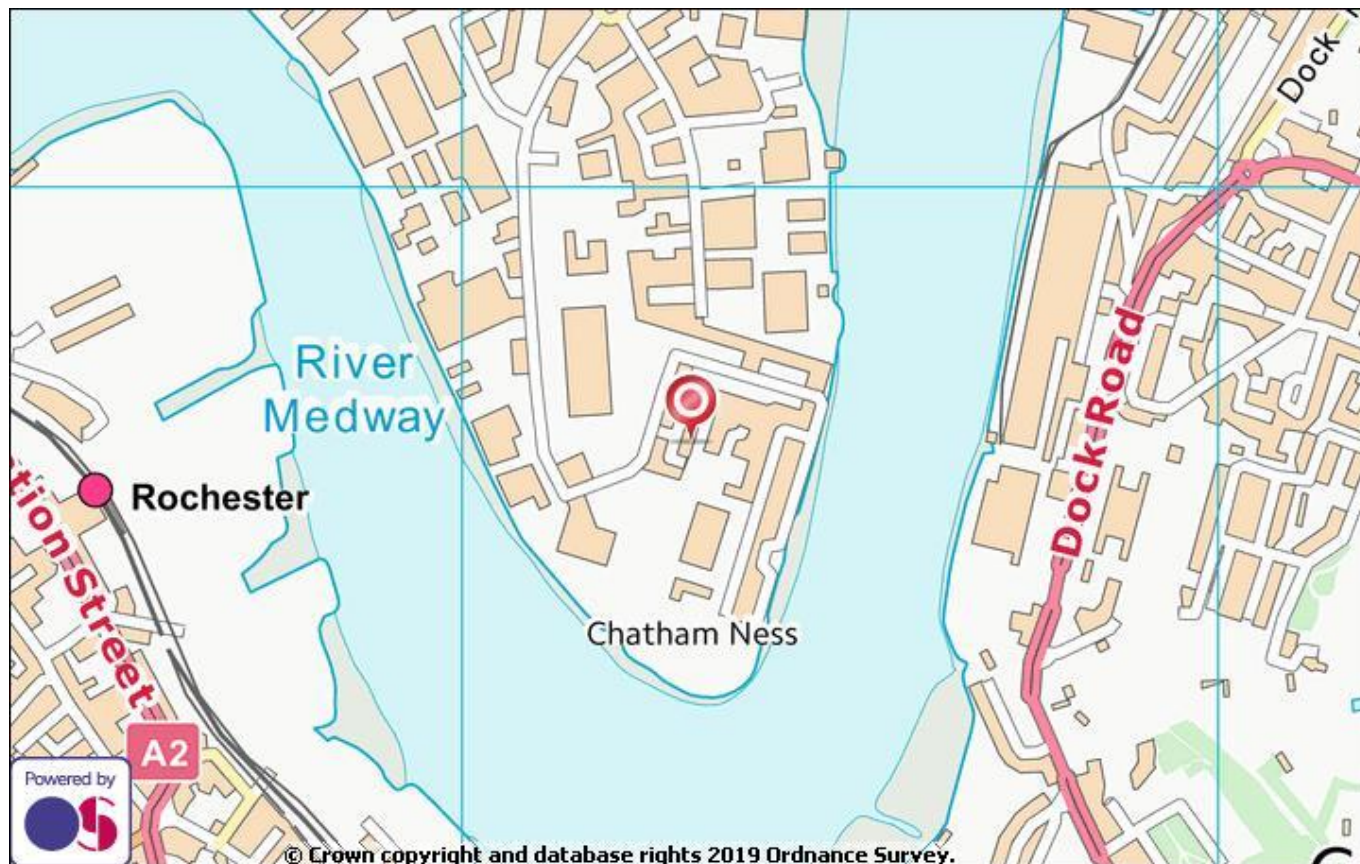 Dock
River
Medway
Dock Road
Rochester
tion Street
Chatham Ness
A2
Powered by
OS
© Crown copyright and database rights 2019 Ordnance Survey.